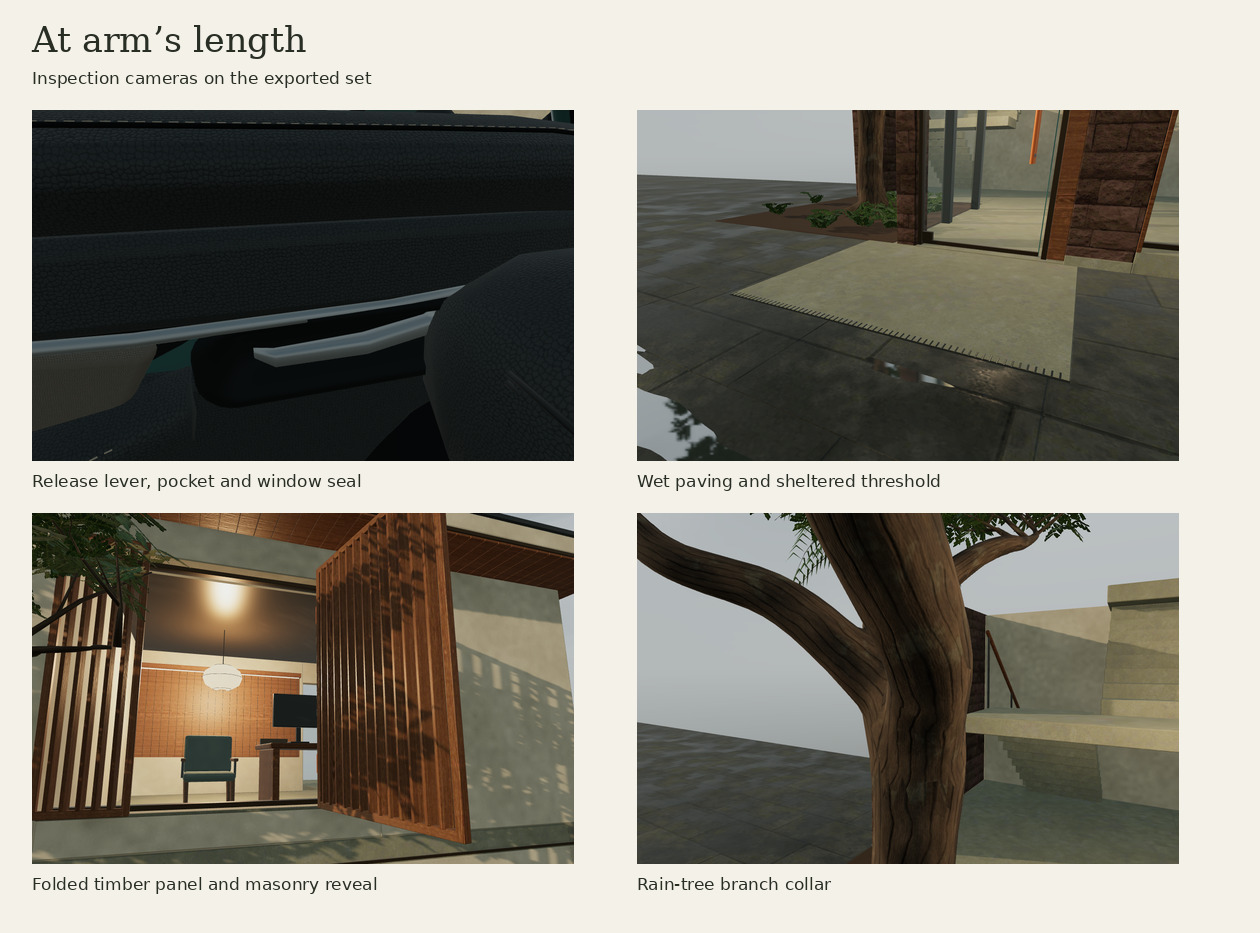 At arm’s length
Inspection cameras on the exported set
Release lever, pocket and window seal
Wet paving and sheltered threshold
Folded timber panel and masonry reveal
Rain-tree branch collar